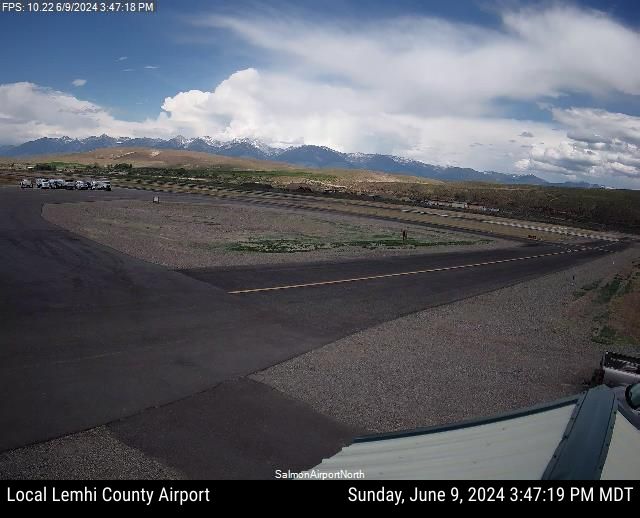 FPS: 10.22 6/9/2024 3:47:18 PM
SalmonAirportNorth
Local Lemhi County Airport
Sunday, June 9, 2024 3:47:19 PM MDT